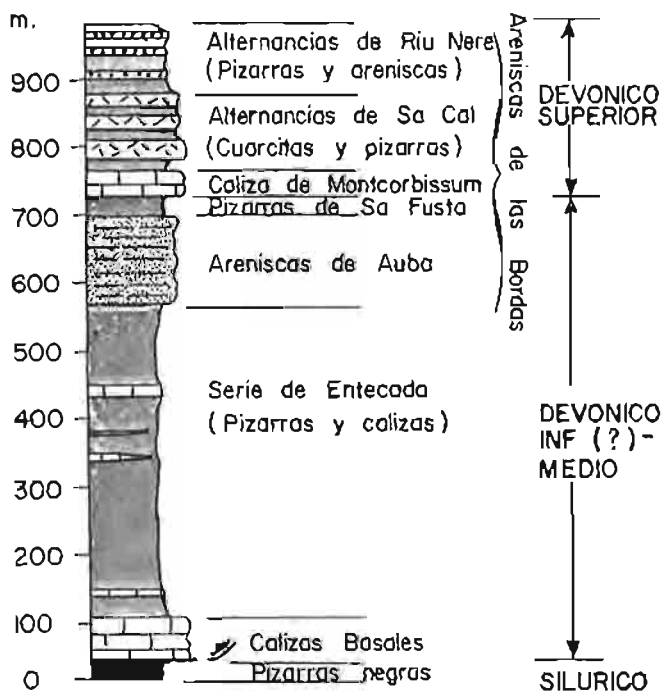 m.
900
800
700
600
500
400
300
200
100
0
Alternancias de Riu Nere
(Pizarras y areniscas)
Alternancias de Sa Cal
(Cuarcitas y pizarras)
Caliza de Montcorbissum
Pizarras de Sa Fusta
Areniscas de Auba
Serie de Entecada
(Pizarras y calizas)
Calizas Basales
Pizarras negras
Areniscas de las Bordas
DEVONICO
SUPERIOR
DEVONICO
INF (?)-
MEDIO
SILURICO